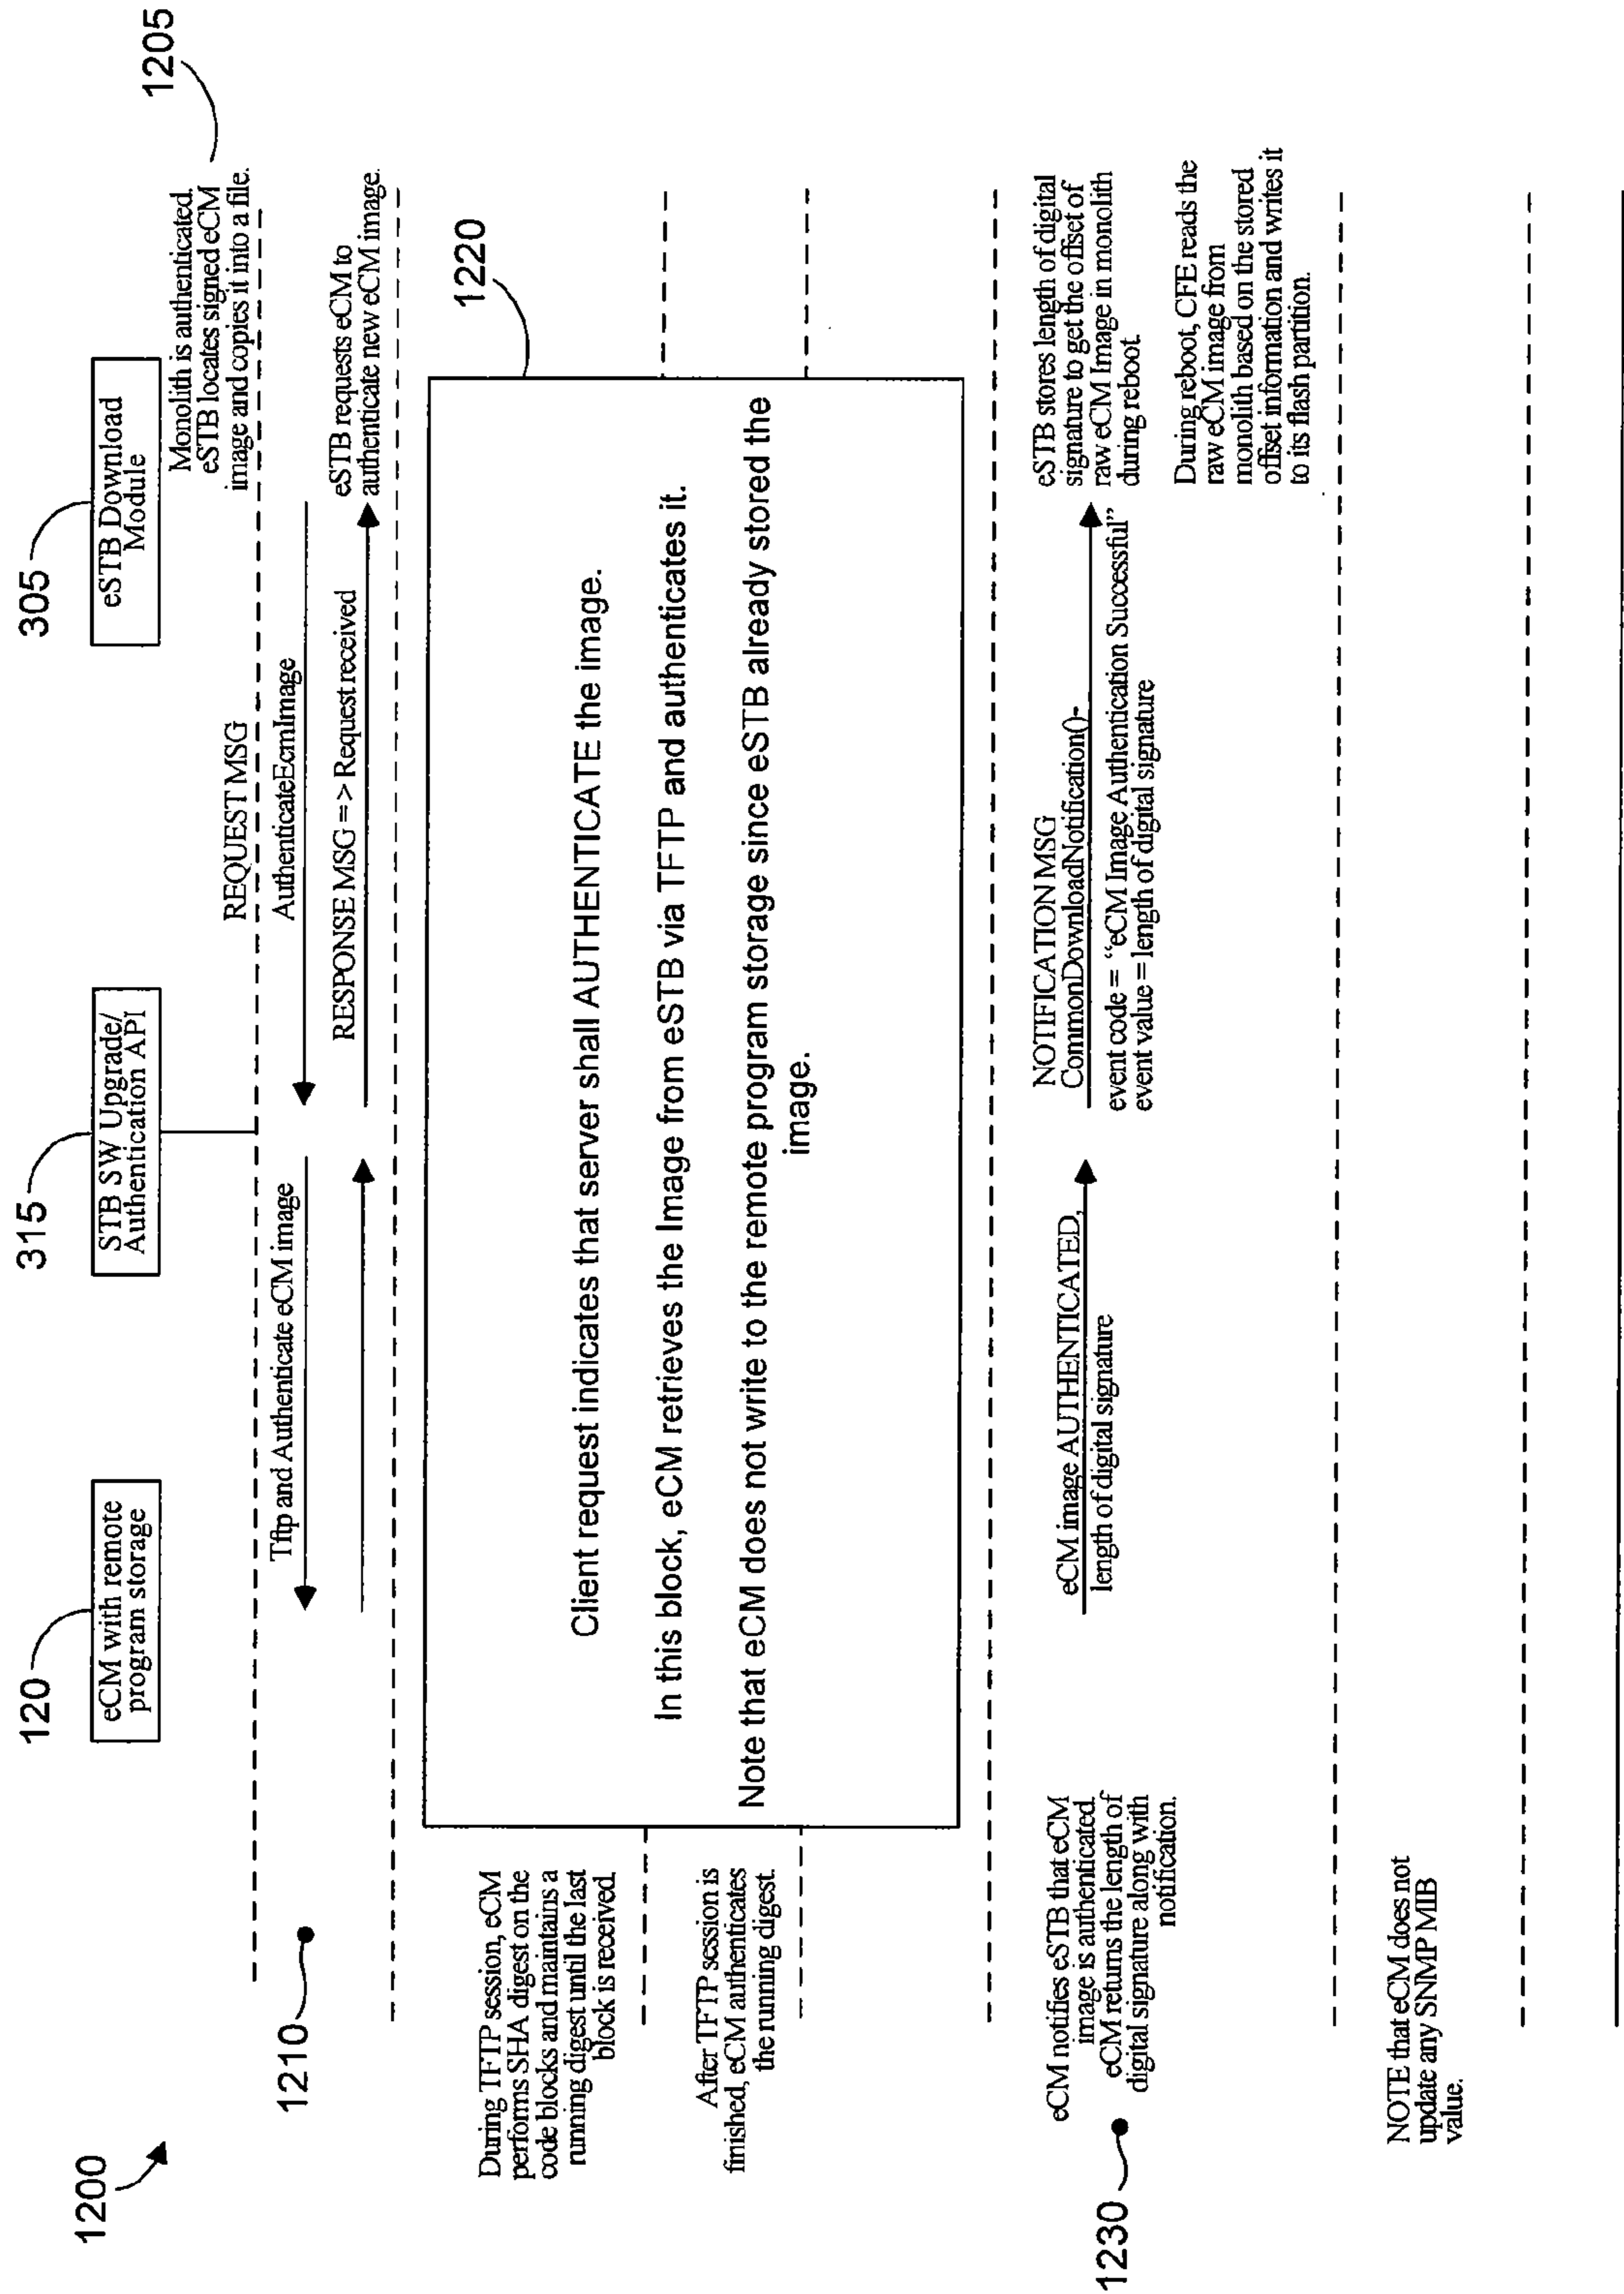 1200
120
eCM with remote
program storage
315
STB SW Upgrade/
Authentication API
305
eSTB Download
Module
1205
Monolith is authenticated.
eSTB locates signed eCM
image and copies it into a file.
REQUEST MSG
1210
Tftp and Authenticate eCM image
AuthenticateEcmImage
RESPONSE MSG => Request received
eSTB requests eCM to
authenticate new eCM image.
1220
During TFTP session, eCM
performs SHA digest on the
code blocks and maintains a
running digest until the last
block is received.
After TFTP session is
finished, eCM authenticates
the running digest.
Client request indicates that server shall AUTHENTICATE the image.
In this block, eCM retrieves the Image from eSTB via TFTP and authenticates it.
Note that eCM does not write to the remote program storage since eSTB already stored the
image.
1230
eCM notifies eSTB that eCM
image is authenticated.
eCM returns the length of
digital signature along with
notification.
eCM image AUTHENTICATED,
length of digital signature
NOTIFICATION MSG
CommonDownloadNotification()-
event code = “eCM Image Authentication Successful”
event value = length of digital signature
eSTB stores length of digital
signature to get the offset of
raw eCM Image in monolith
during reboot.
During reboot, CFE reads the
raw eCM image from
monolith based on the stored
offset information and writes it
to its flash partition.
NOTE that eCM does not
update any SNMP MIB
value.